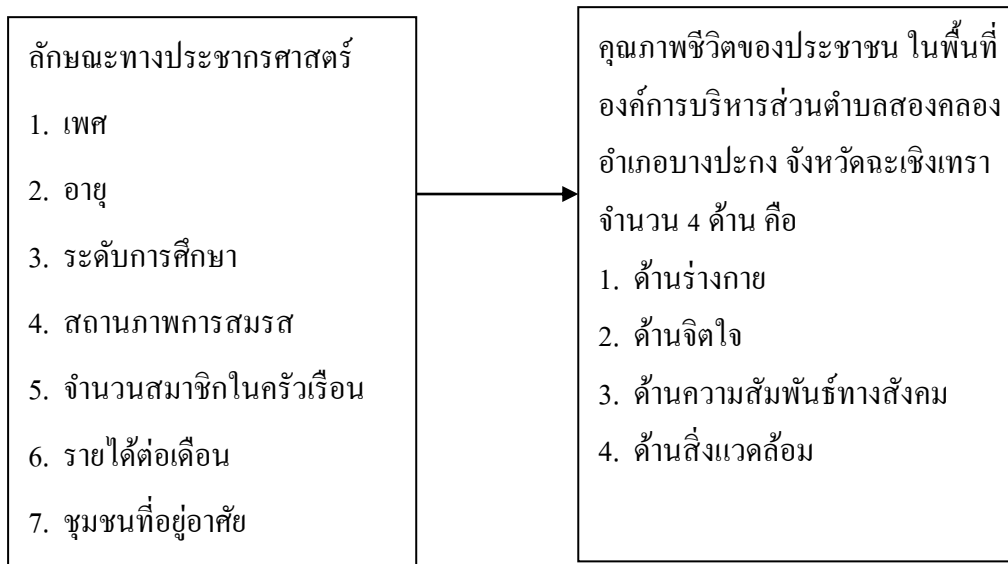 ลักษณะทางประชากรศาสตร์
1. เพศ
2. อายุ
3. ระดับการศึกษา
4. สถานภาพการสมรส
5. จำนวนสมาชิกในครัวเรือน
6. รายได้ต่อเดือน
7. ชุมชนที่อยู่อาศัย
คุณภาพชีวิตของประชาชน ในพื้นที่
องค์การบริหารส่วนตำบลสองคลอง
อำเภอบางปะกง จังหวัดฉะเชิงเทรา
จำนวน 4 ด้าน คือ
1. ด้านร่างกาย
2. ด้านจิตใจ
3. ด้านความสัมพันธ์ทางสังคม
4. ด้านสิ่งแวดล้อม